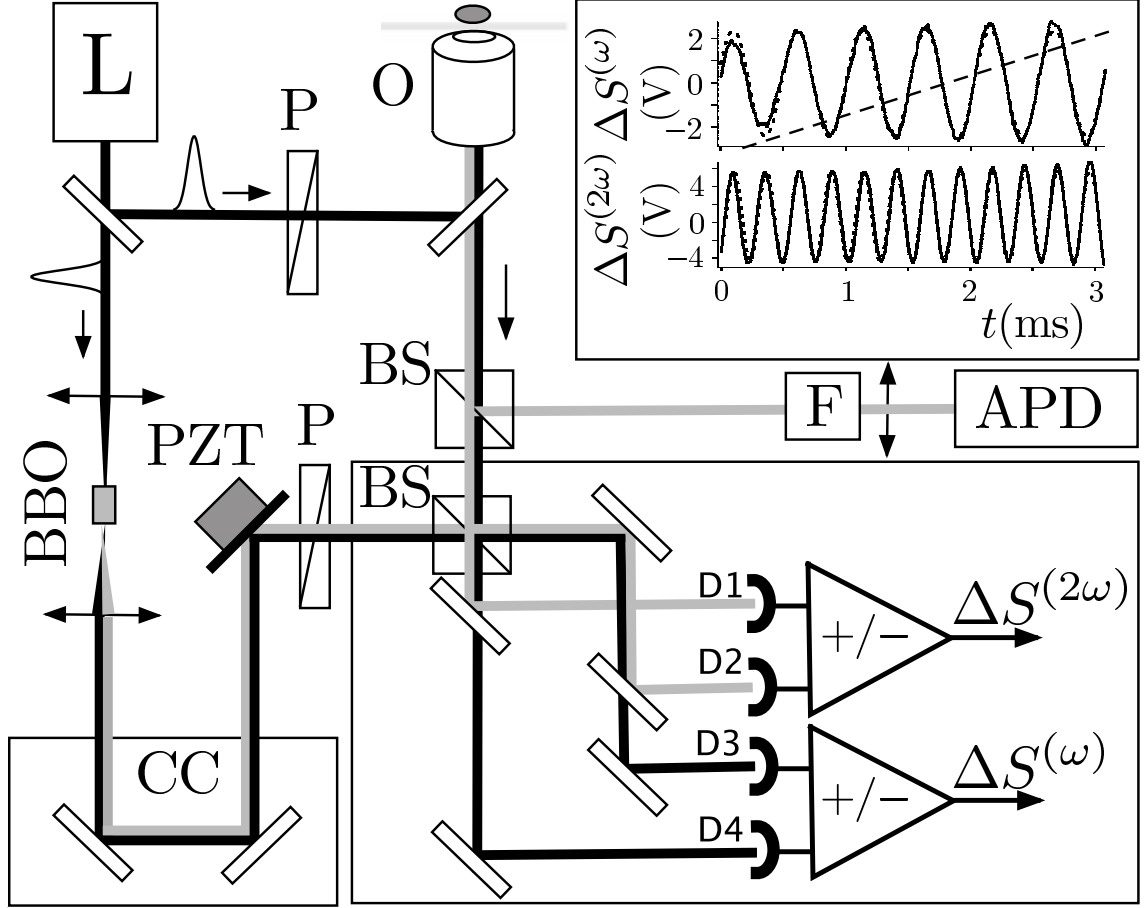 L
P
O
ΔS^(ω)
(V)
2
0
−2
ΔS^(2ω)
(V)
4
0
−4
0 1 2 3
t(ms)
BS
F
APD
PZT
P
BBO
BS
D1
ΔS^(2ω)
+/−
D2
D3
ΔS^(ω)
+/−
CC
D4